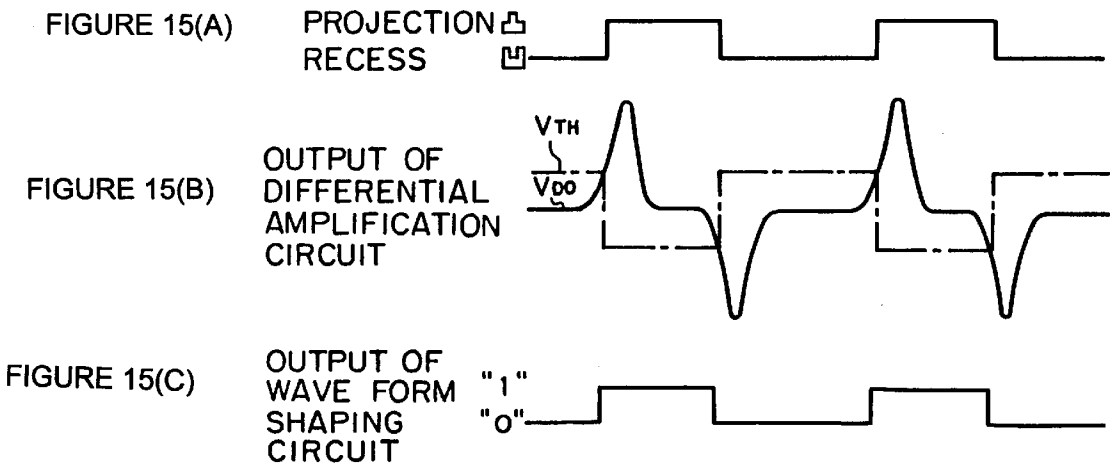 FIGURE 15(A)
PROJECTION
RECESS
FIGURE 15(B)
OUTPUT OF
DIFFERENTIAL
AMPLIFICATION
CIRCUIT
VTH
VDO
FIGURE 15(C)
OUTPUT OF
WAVE FORM "1"
SHAPING "0"
CIRCUIT